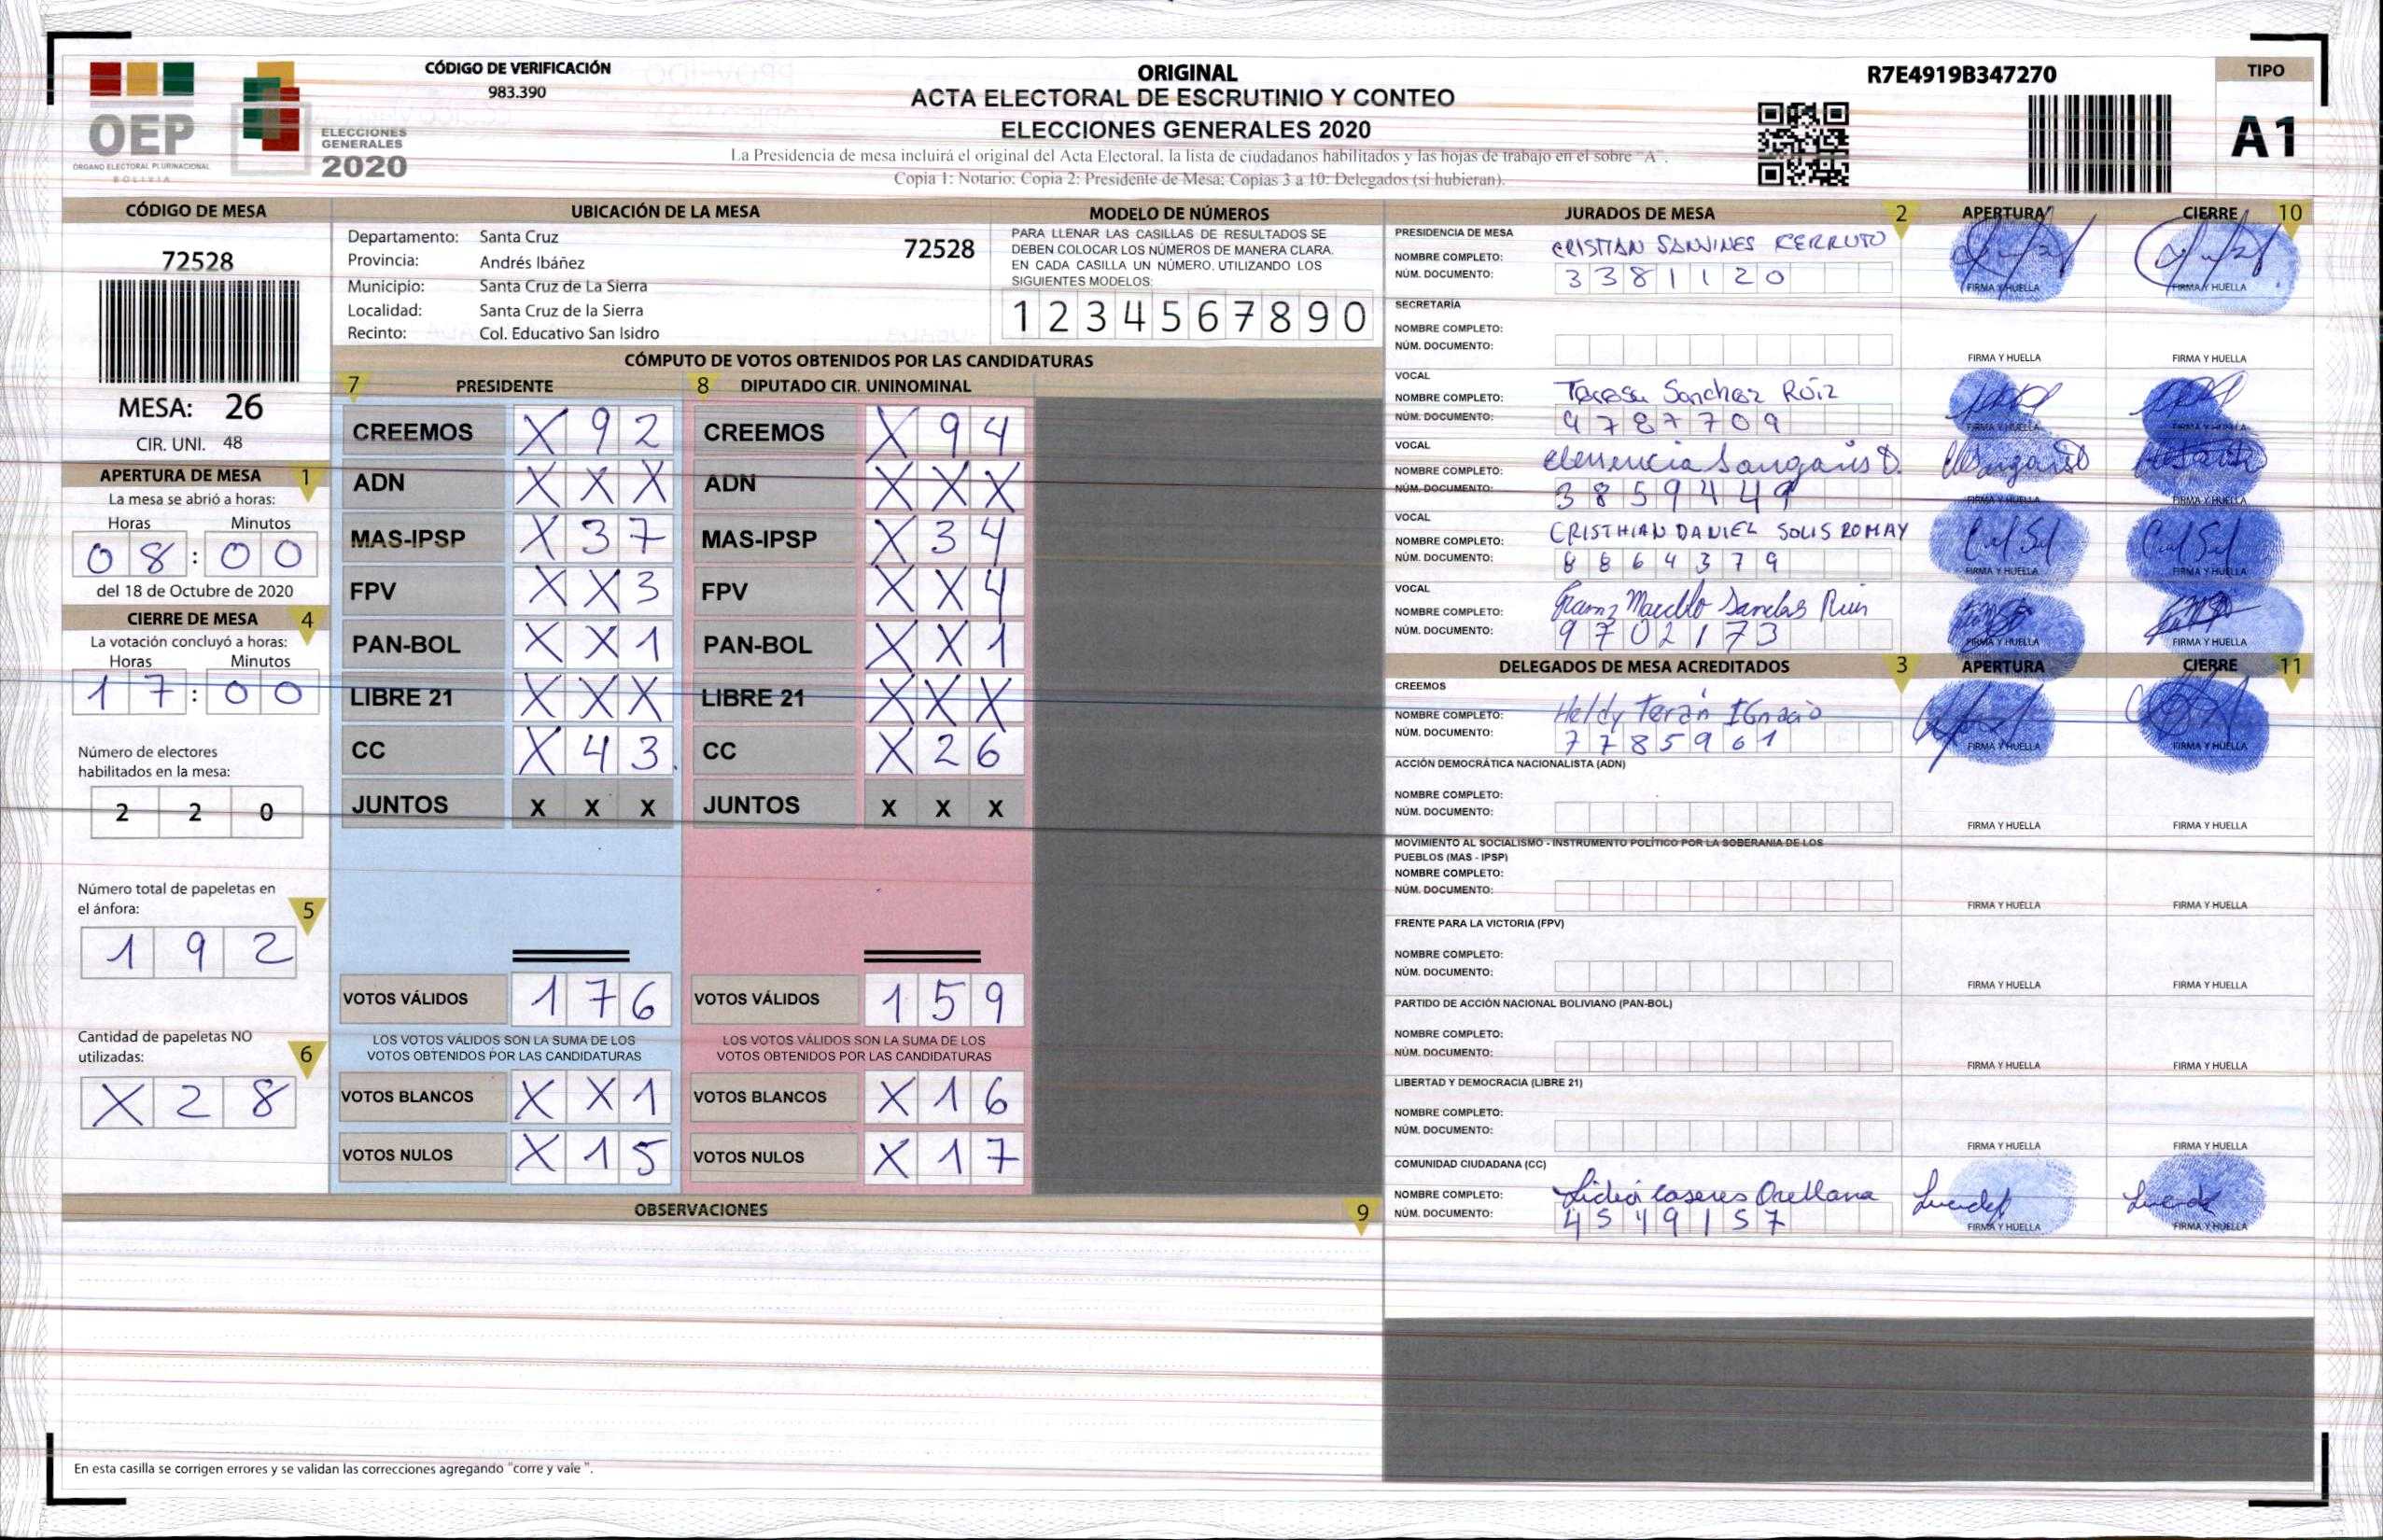 CÓDIGO DE VERIFICACIÓN
983.390
OEP
ÓRGANO ELECTORAL PLURINACIONAL
BOLIVIA
ELECCIONES
GENERALES
2020
ORIGINAL
ACTA ELECTORAL DE ESCRUTINIO Y CONTEO
ELECCIONES GENERALES 2020
La Presidencia de mesa incluirá el original del Acta Electoral, la lista de ciudadanos habilitados y las hojas de trabajo en el sobre "A".
Copia 1: Notario; Copia 2: Presidente de Mesa; Copias 3 a 10: Delegados (si hubieran).
R7E4919B347270
TIPO
A1
CÓDIGO DE MESA
72528
MESA: 26
CIR. UNI. 48
APERTURA DE MESA 1
La mesa se abrió a horas:
Horas Minutos
08:00
del 18 de Octubre de 2020
CIERRE DE MESA 4
La votación concluyó a horas:
Horas Minutos
17:00
Número de electores
habilitados en la mesa:
2 2 0
Número total de papeletas en
el ánfora: 5
1 9 2
Cantidad de papeletas NO
utilizadas: 6
X 2 8
UBICACIÓN DE LA MESA
Departamento: Santa Cruz
72528
Provincia: Andrés Ibáñez
Municipio: Santa Cruz de La Sierra
Localidad: Santa Cruz de la Sierra
Recinto: Col. Educativo San Isidro
MODELO DE NÚMEROS
PARA LLENAR LAS CASILLAS DE RESULTADOS SE
DEBEN COLOCAR LOS NÚMEROS DE MANERA CLARA.
EN CADA CASILLA UN NÚMERO, UTILIZANDO LOS
SIGUIENTES MODELOS:
1 2 3 4 5 6 7 8 9 0
CÓMPUTO DE VOTOS OBTENIDOS POR LAS CANDIDATURAS
7 PRESIDENTE 8 DIPUTADO CIR. UNINOMINAL
CREEMOS X 9 2 CREEMOS X 9 4
ADN X X X ADN X X X
MAS-IPSP X 3 7 MAS-IPSP X 3 4
FPV X X 3 FPV X X 4
PAN-BOL X X 1 PAN-BOL X X 1
LIBRE 21 X X X LIBRE 21 X X X
CC X 4 3 CC X 2 6
JUNTOS X X X JUNTOS X X X
VOTOS VÁLIDOS 1 7 6 VOTOS VÁLIDOS 1 5 9
LOS VOTOS VÁLIDOS SON LA SUMA DE LOS LOS VOTOS VÁLIDOS SON LA SUMA DE LOS
VOTOS OBTENIDOS POR LAS CANDIDATURAS VOTOS OBTENIDOS POR LAS CANDIDATURAS
VOTOS BLANCOS X X 1 VOTOS BLANCOS X 1 6
VOTOS NULOS X 1 5 VOTOS NULOS X 1 7
OBSERVACIONES 9
En esta casilla se corrigen errores y se validan las correcciones agregando "corre y vale ".
JURADOS DE MESA 2 APERTURA CIERRE 10
PRESIDENCIA DE MESA
NOMBRE COMPLETO: CRISTIAN SANJINES CERRUTO
NÚM. DOCUMENTO: 3381120
FIRMA Y HUELLA FIRMA Y HUELLA
SECRETARÍA
NOMBRE COMPLETO:
NÚM. DOCUMENTO:
FIRMA Y HUELLA FIRMA Y HUELLA
VOCAL
NOMBRE COMPLETO: Teresa Sanchez Róiz
NÚM. DOCUMENTO: 4787709
FIRMA Y HUELLA FIRMA Y HUELLA
VOCAL
NOMBRE COMPLETO:
NÚM. DOCUMENTO: 3859449
FIRMA Y HUELLA FIRMA Y HUELLA
VOCAL
NOMBRE COMPLETO: CRISTHIAN DANIEL SOLIS ROMAY
NÚM. DOCUMENTO: 8864379
FIRMA Y HUELLA FIRMA Y HUELLA
VOCAL
NOMBRE COMPLETO:
NÚM. DOCUMENTO: 9702173
FIRMA Y HUELLA FIRMA Y HUELLA
DELEGADOS DE MESA ACREDITADOS 3 APERTURA CIERRE 11
CREEMOS
NOMBRE COMPLETO: Heldy Terán IGnacio
NÚM. DOCUMENTO: 7785961
FIRMA Y HUELLA FIRMA Y HUELLA
ACCIÓN DEMOCRÁTICA NACIONALISTA (ADN)
NOMBRE COMPLETO:
NÚM. DOCUMENTO:
FIRMA Y HUELLA FIRMA Y HUELLA
MOVIMIENTO AL SOCIALISMO - INSTRUMENTO POLÍTICO POR LA SOBERANIA DE LOS
PUEBLOS (MAS - IPSP)
NOMBRE COMPLETO:
NÚM. DOCUMENTO:
FIRMA Y HUELLA FIRMA Y HUELLA
FRENTE PARA LA VICTORIA (FPV)
NOMBRE COMPLETO:
NÚM. DOCUMENTO:
FIRMA Y HUELLA FIRMA Y HUELLA
PARTIDO DE ACCIÓN NACIONAL BOLIVIANO (PAN-BOL)
NOMBRE COMPLETO:
NÚM. DOCUMENTO:
FIRMA Y HUELLA FIRMA Y HUELLA
LIBERTAD Y DEMOCRACIA (LIBRE 21)
NOMBRE COMPLETO:
NÚM. DOCUMENTO:
FIRMA Y HUELLA FIRMA Y HUELLA
COMUNIDAD CIUDADANA (CC)
NOMBRE COMPLETO: Lidia Caseres Orellana
NÚM. DOCUMENTO: 4549157
FIRMA Y HUELLA FIRMA Y HUELLA